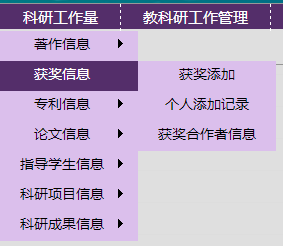 科研工作量 教科研工作管理
著作信息
获奖信息 获奖添加
专利信息 个人添加记录
论文信息 获奖合作者信息
指导学生信息
科研项目信息
科研成果信息